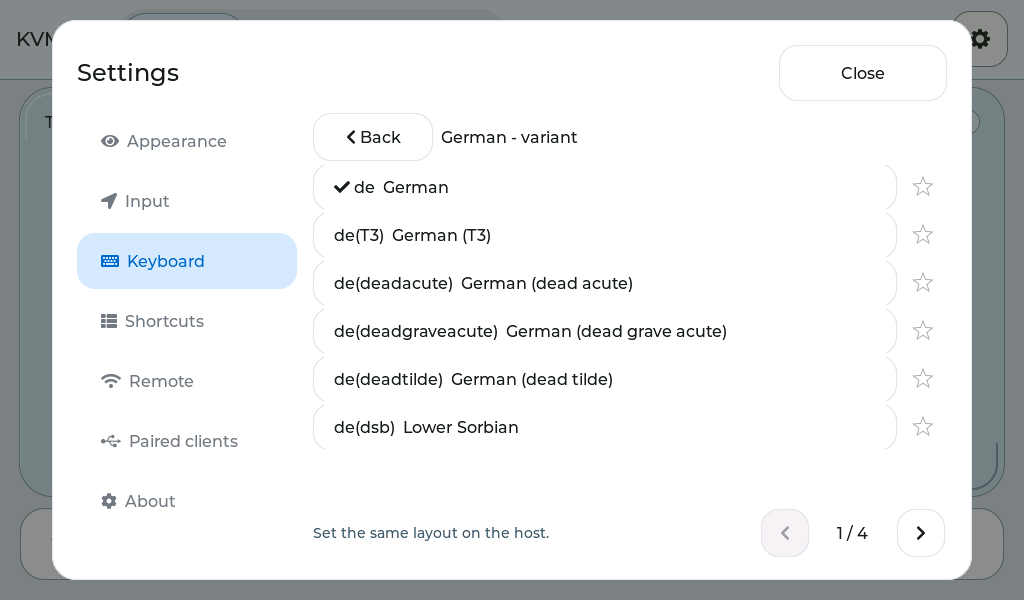 KVM
Settings
Close
Appearance
Input
Keyboard
Shortcuts
Remote
Paired clients
About
Back
German - variant
de German
de(T3) German (T3)
de(deadacute) German (dead acute)
de(deadgraveacute) German (dead grave acute)
de(deadtilde) German (dead tilde)
de(dsb) Lower Sorbian
Set the same layout on the host.
1 / 4